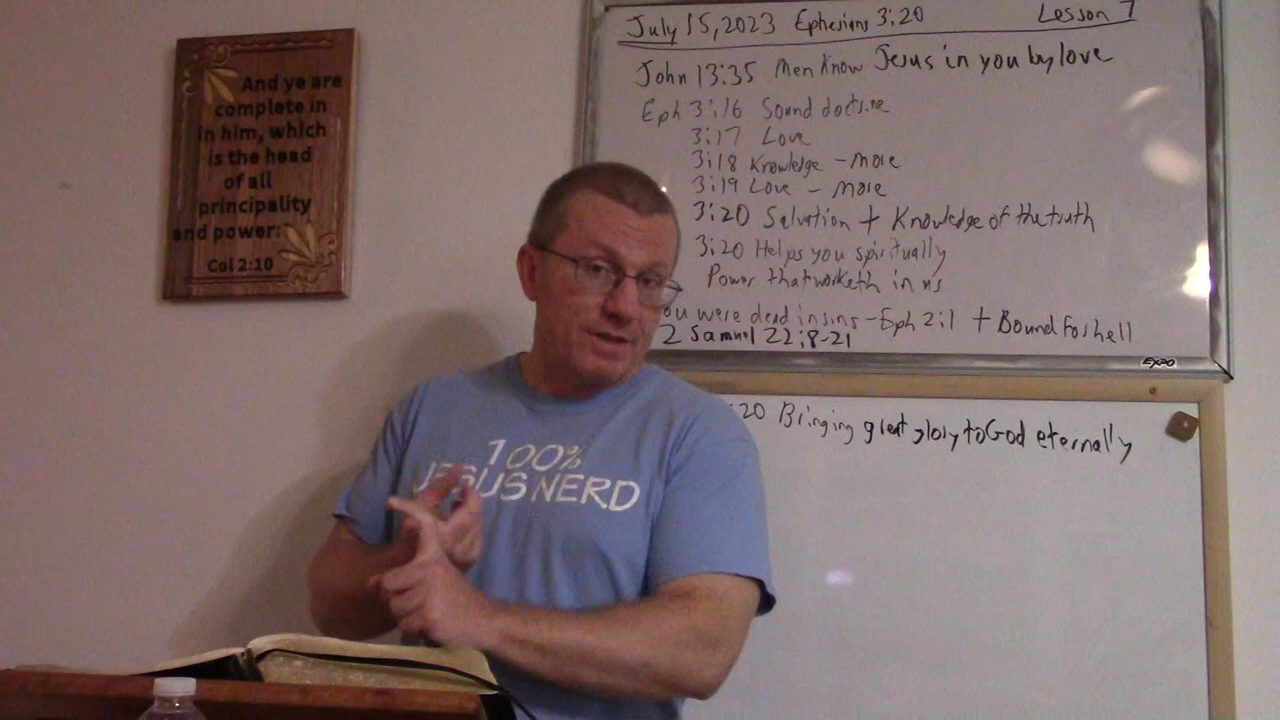 And ye are
complete in
in him, which
is the head
of all
principality
and power:
Col 2:10
July 15, 2023 Ephesians 3:20 Lesson 7
John 13:35 Men Know Jesus in you by love
Eph 3:16 Sound doctrine
3:17 Love
3:18 Knowledge - more
3:19 Love - more
3:20 Salvation + Knowledge of the truth
3:20 Helps you spiritually
Power that worketh in us
ou were dead in sins - Eph 2:1 + Bound for hell
2 Samuel 22:8-21
EXPO
:20 Bringing great glory to God eternally
100%
JESUS NERD